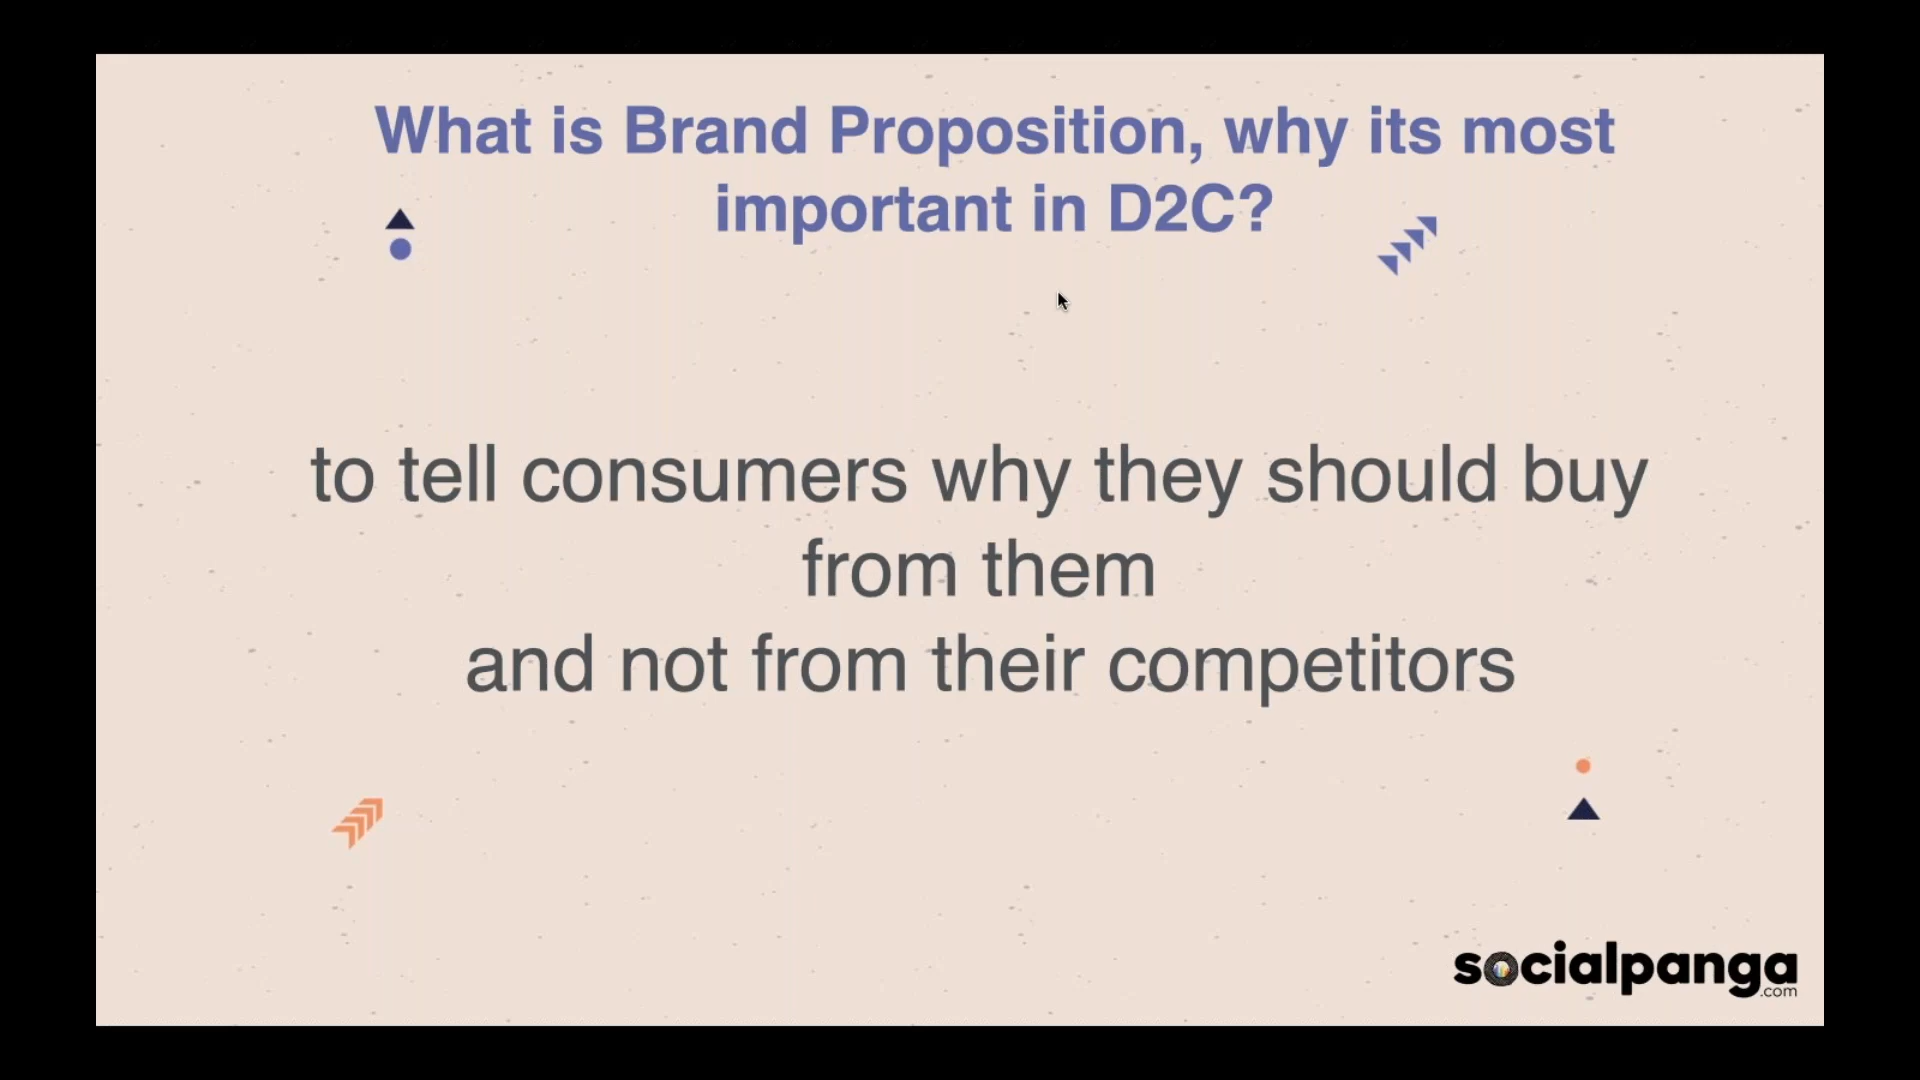 What is Brand Proposition, why its most
important in D2C?
to tell consumers why they should buy
from them
and not from their competitors
socialpanga
.com